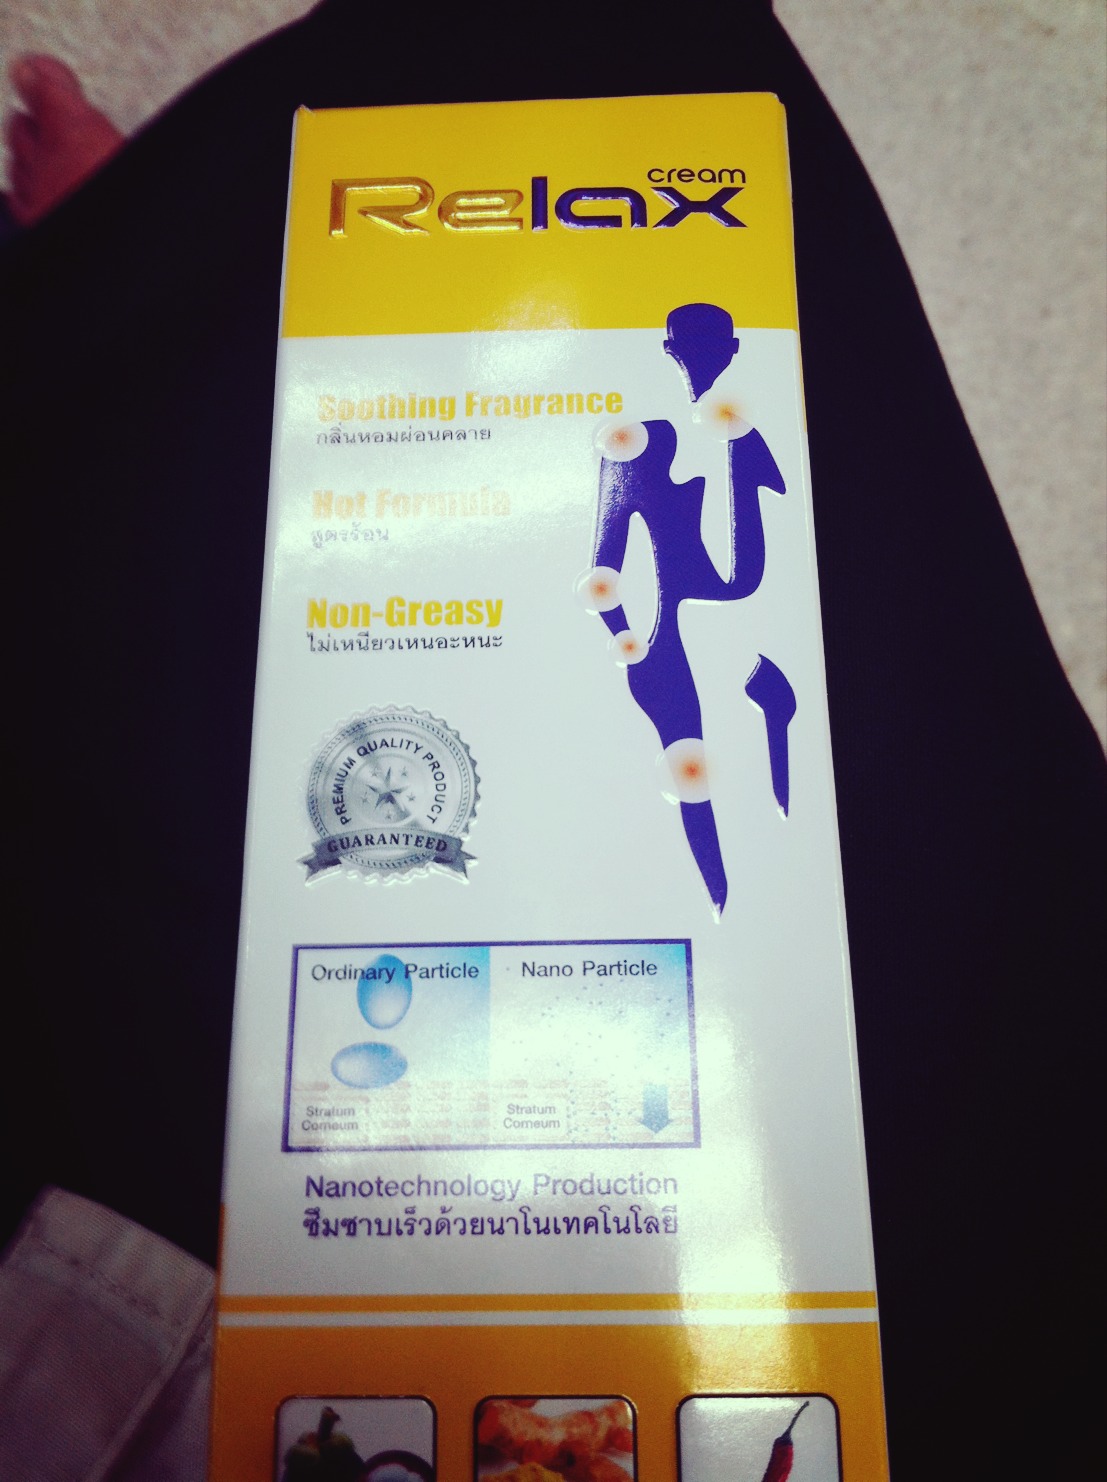 Relax cream
Soothing Fragrance
กลิ่นหอมผ่อนคลาย
Hot Formula
สูตรร้อน
Non-Greasy
ไม่เหนียวเหนอะหนะ
PREMIUM QUALITY PRODUCT
GUARANTEED
Ordinary Particle
Nano Particle
Stratum
Corneum
Stratum
Corneum
Nanotechnology Production
ซึมซาบเร็วด้วยนาโนเทคโนโลยี